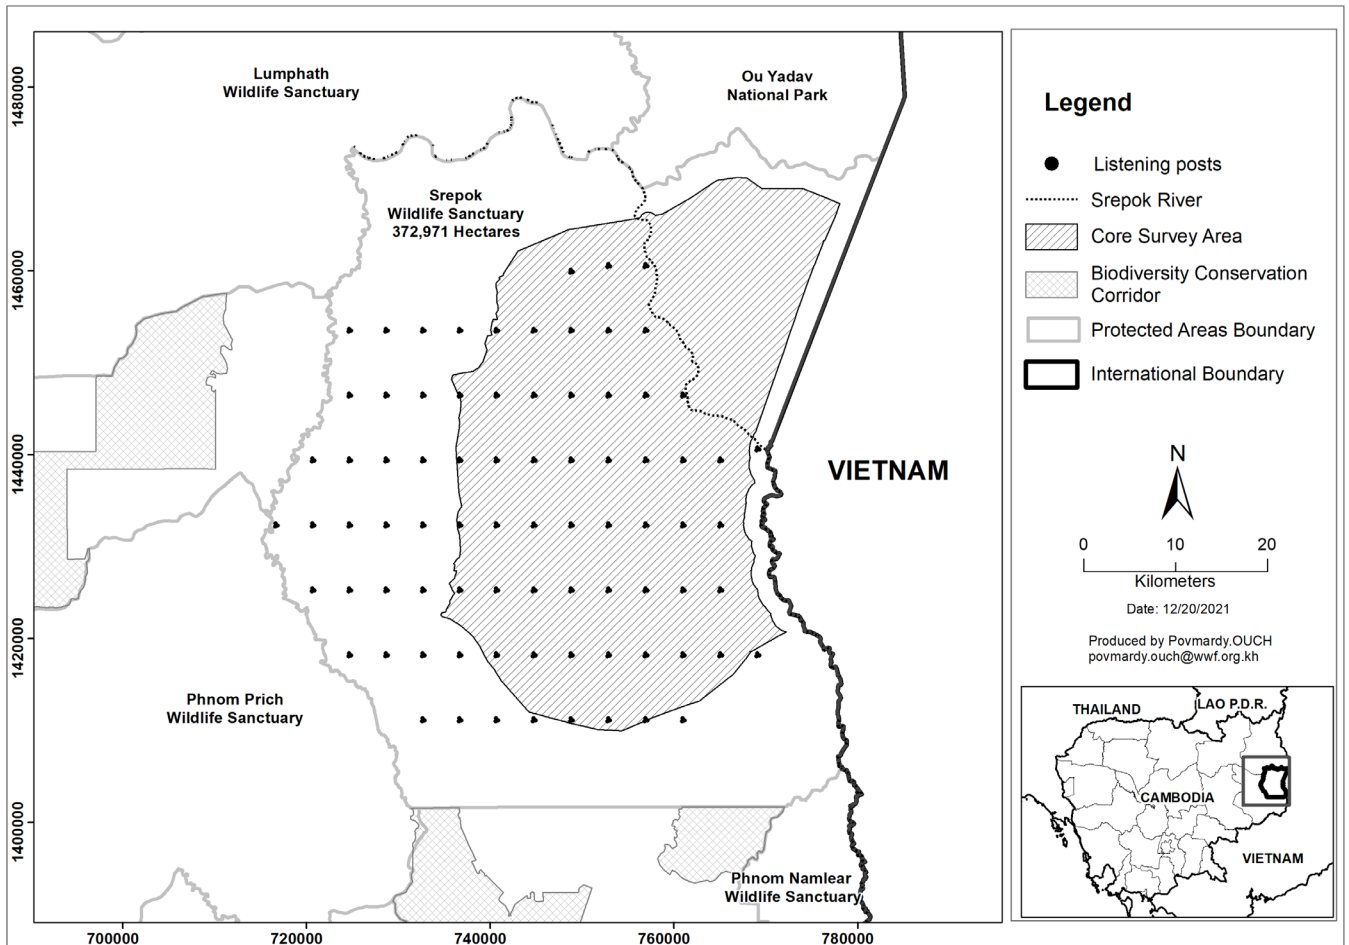 Lumphath
Wildlife Sanctuary
Ou Yadav
National Park
Srepok
Wildlife Sanctuary
372,971 Hectares
VIETNAM
Phnom Prich
Wildlife Sanctuary
Phnom Namlear
Wildlife Sanctuary
1480000
1460000
1440000
1420000
1400000
700000
720000
740000
760000
780000
Legend
Listening posts
Srepok River
Core Survey Area
Biodiversity Conservation
Corridor
Protected Areas Boundary
International Boundary
N
0 10 20
Kilometers
Date: 12/20/2021
Produced by Povmardy.OUCH
povmardy.ouch@wwf.org.kh
THAILAND
LAO P.D.R.
CAMBODIA
VIETNAM